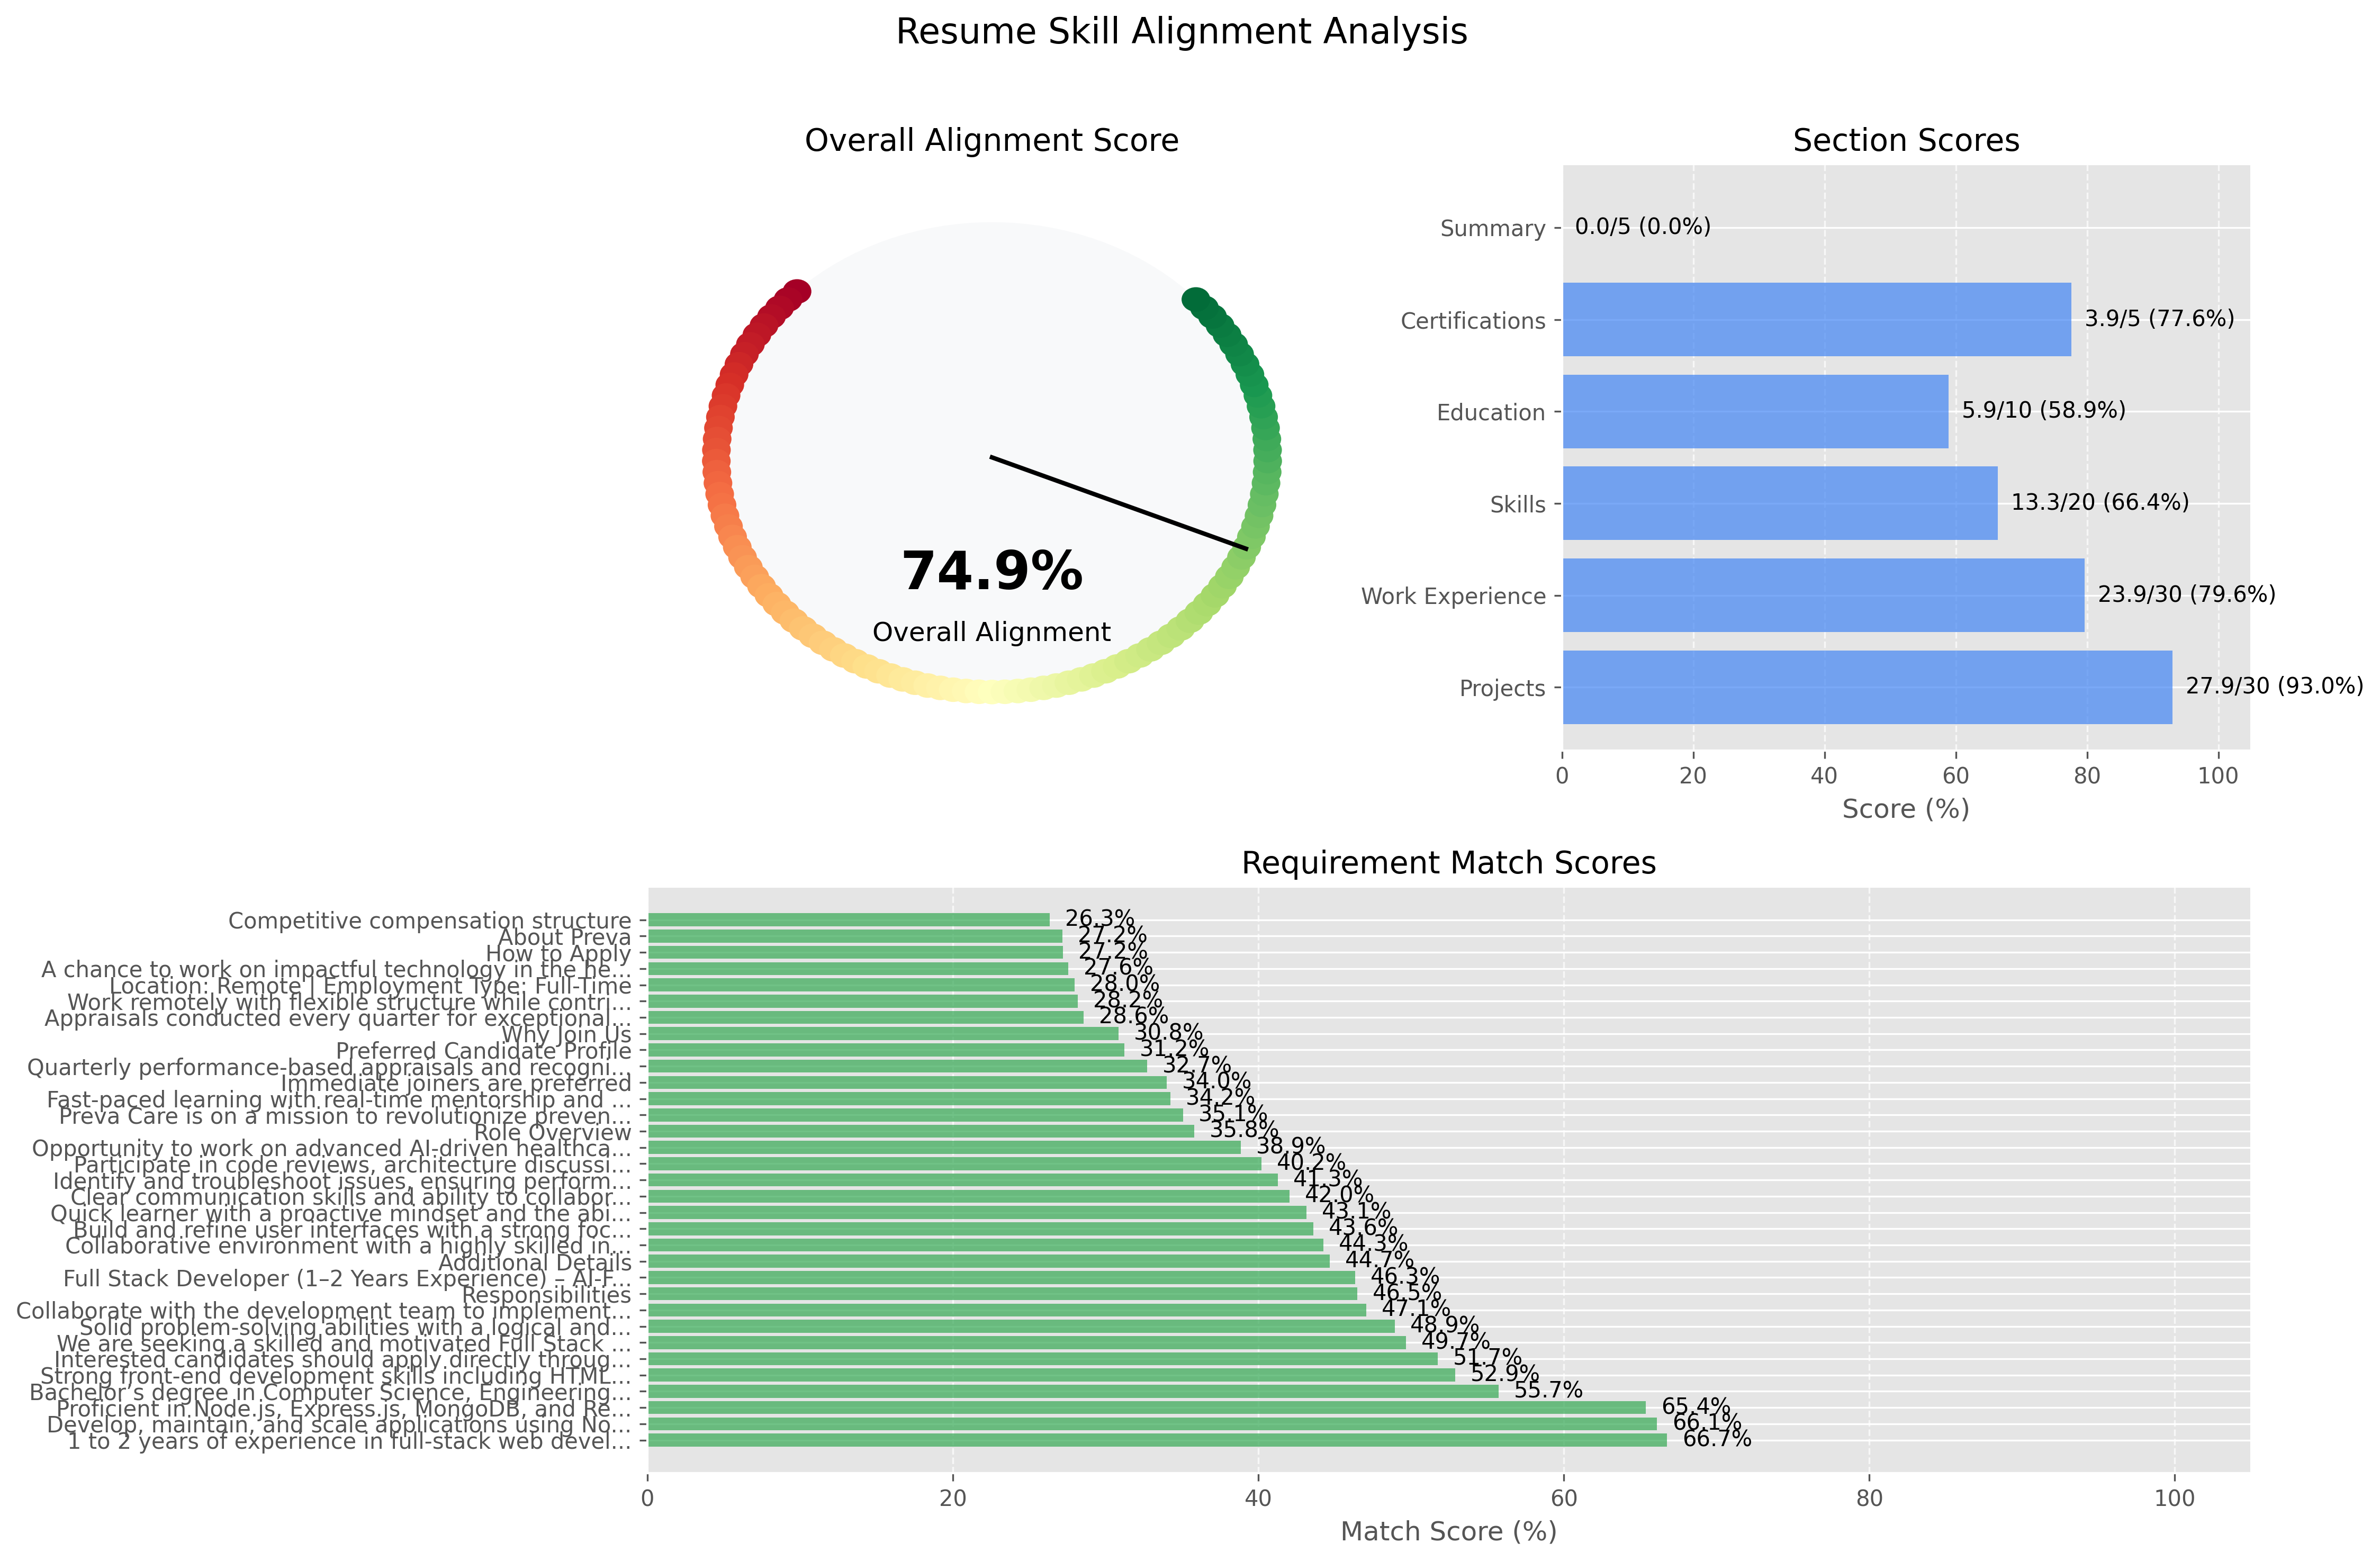 Resume Skill Alignment Analysis
Overall Alignment Score
74.9%
Overall Alignment
Section Scores
Summary 0.0/5 (0.0%)
Certifications 3.9/5 (77.6%)
Education 5.9/10 (58.9%)
Skills 13.3/20 (66.4%)
Work Experience 23.9/30 (79.6%)
Projects 27.9/30 (93.0%)
0 20 40 60 80 100
Score (%)
Requirement Match Scores
Competitive compensation structure 26.3%
About Preva 27.2%
How to Apply 27.2%
A chance to work on impactful technology in the he... 27.6%
Location: Remote | Employment Type: Full-Time 28.0%
Work remotely with flexible structure while contri... 28.2%
Appraisals conducted every quarter for exceptional... 28.6%
Why Join Us 30.8%
Preferred Candidate Profile 31.2%
Quarterly performance-based appraisals and recogni... 32.7%
Immediate joiners are preferred 34.0%
Fast-paced learning with real-time mentorship and ... 34.2%
Preva Care is on a mission to revolutionize preven... 35.1%
Role Overview 35.8%
Opportunity to work on advanced AI-driven healthca... 38.9%
Participate in code reviews, architecture discussi... 40.2%
Identify and troubleshoot issues, ensuring perform... 41.3%
Clear communication skills and ability to collabor... 42.0%
Quick learner with a proactive mindset and the abi... 43.1%
Build and refine user interfaces with a strong foc... 43.6%
Collaborative environment with a highly skilled in... 44.3%
Additional Details 44.7%
Full Stack Developer (1–2 Years Experience) – AI-F... 46.3%
Responsibilities 46.5%
Collaborate with the development team to implement... 47.1%
Solid problem-solving abilities with a logical and... 48.9%
We are seeking a skilled and motivated Full Stack ... 49.7%
Interested candidates should apply directly throug... 51.7%
Strong front-end development skills including HTML... 52.9%
Bachelor's degree in Computer Science, Engineering... 55.7%
Proficient in Node.js, Express.js, MongoDB, and Re... 65.4%
Develop, maintain, and scale applications using No... 66.1%
1 to 2 years of experience in full-stack web devel... 66.7%
0 20 40 60 80 100
Match Score (%)